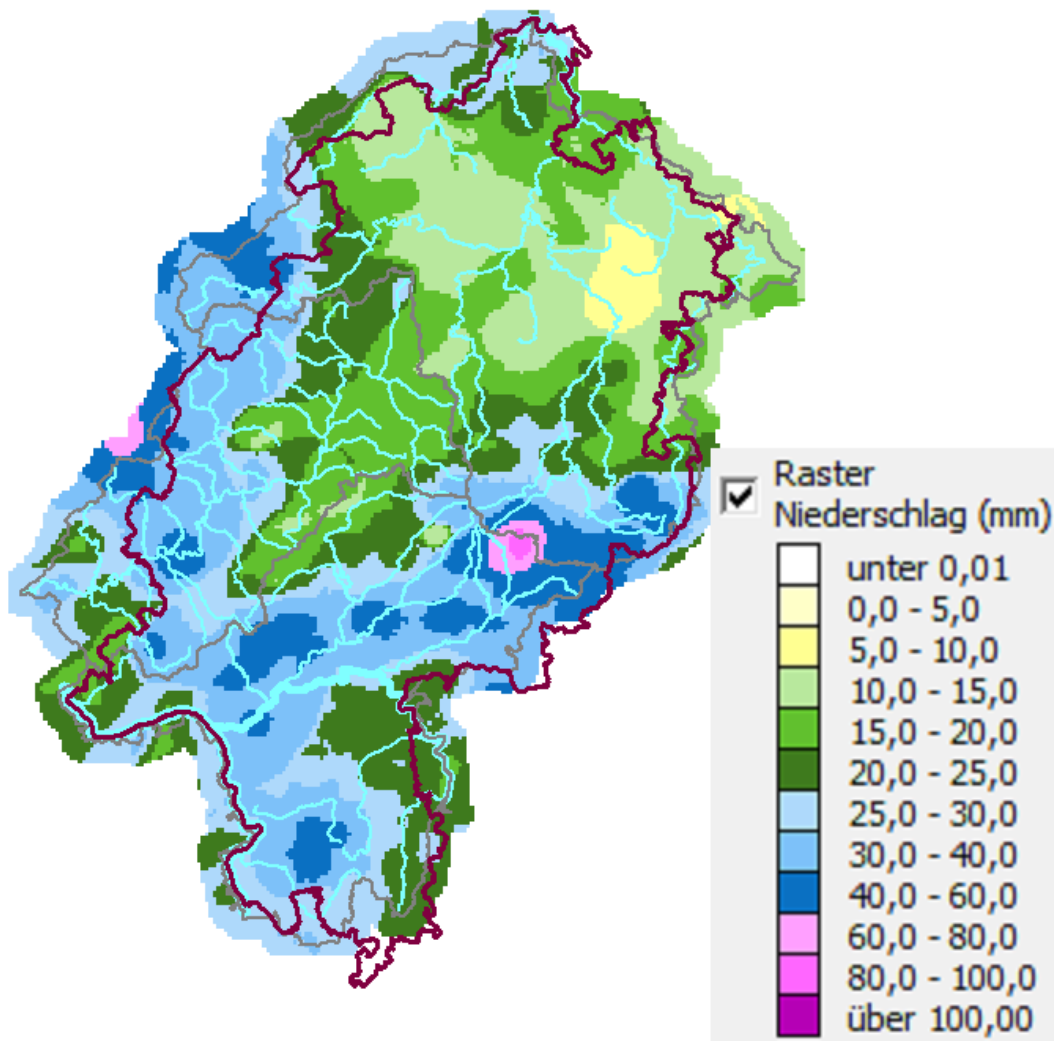 Raster
Niederschlag (mm)
unter 0,01
0,0 - 5,0
5,0 - 10,0
10,0 - 15,0
15,0 - 20,0
20,0 - 25,0
25,0 - 30,0
30,0 - 40,0
40,0 - 60,0
60,0 - 80,0
80,0 - 100,0
über 100,00